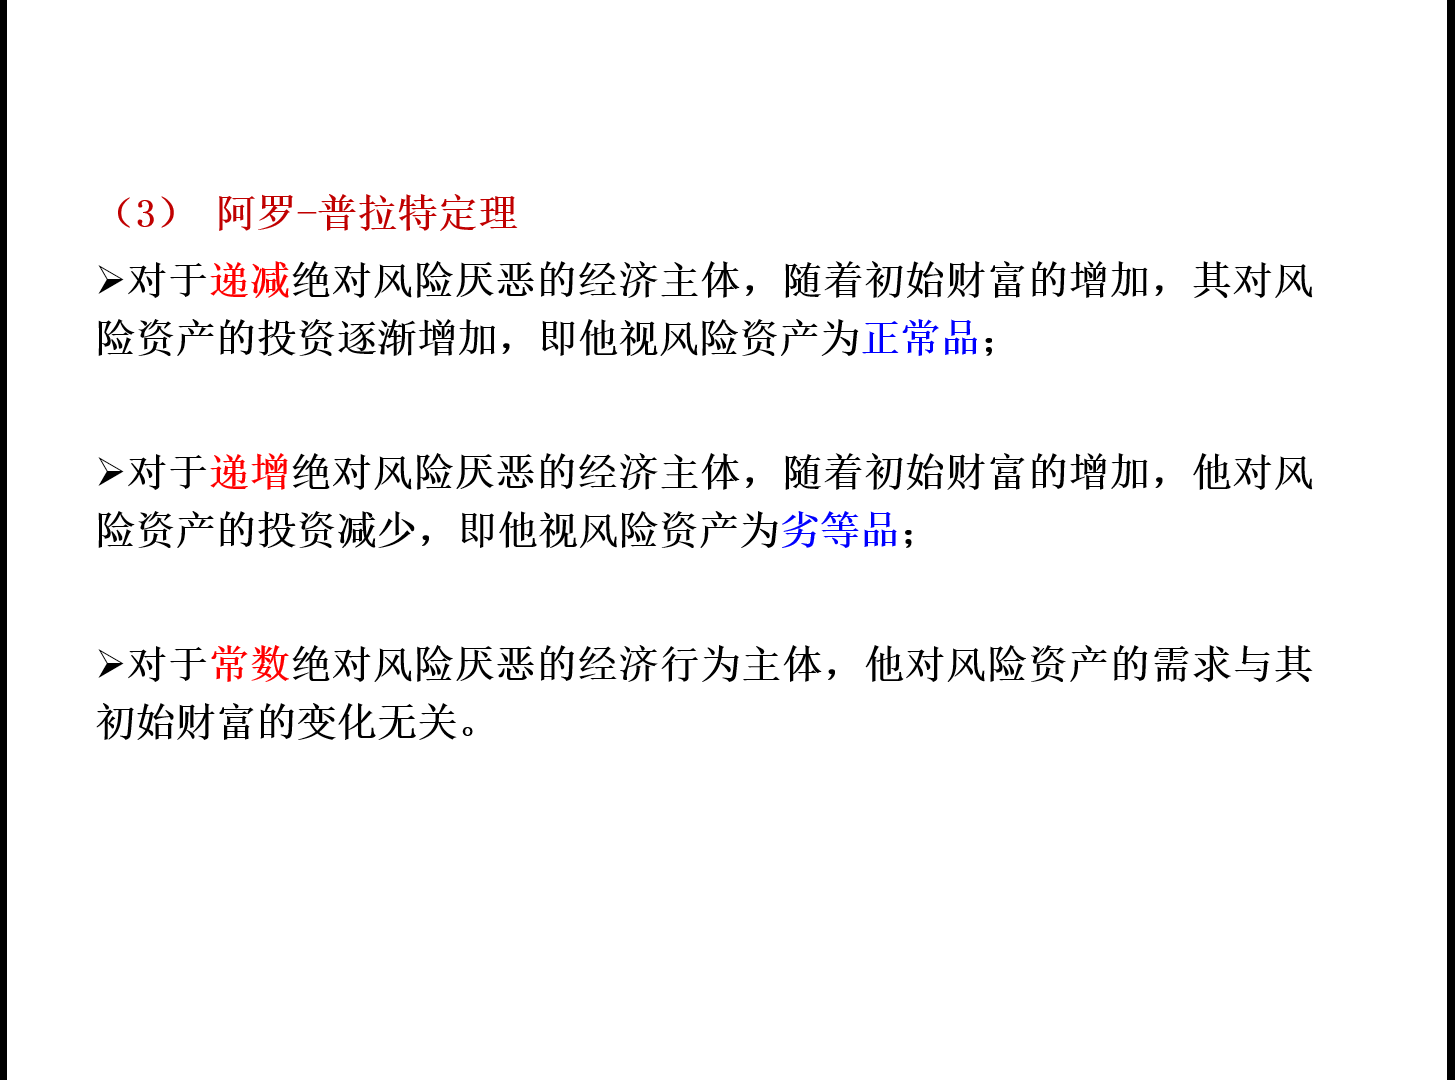 （3） 阿罗-普拉特定理
➢对于递减绝对风险厌恶的经济主体，随着初始财富的增加，其对风
险资产的投资逐渐增加，即他视风险资产为正常品；
➢对于递增绝对风险厌恶的经济主体，随着初始财富的增加，他对风
险资产的投资减少，即他视风险资产为劣等品；
➢对于常数绝对风险厌恶的经济行为主体，他对风险资产的需求与其
初始财富的变化无关。